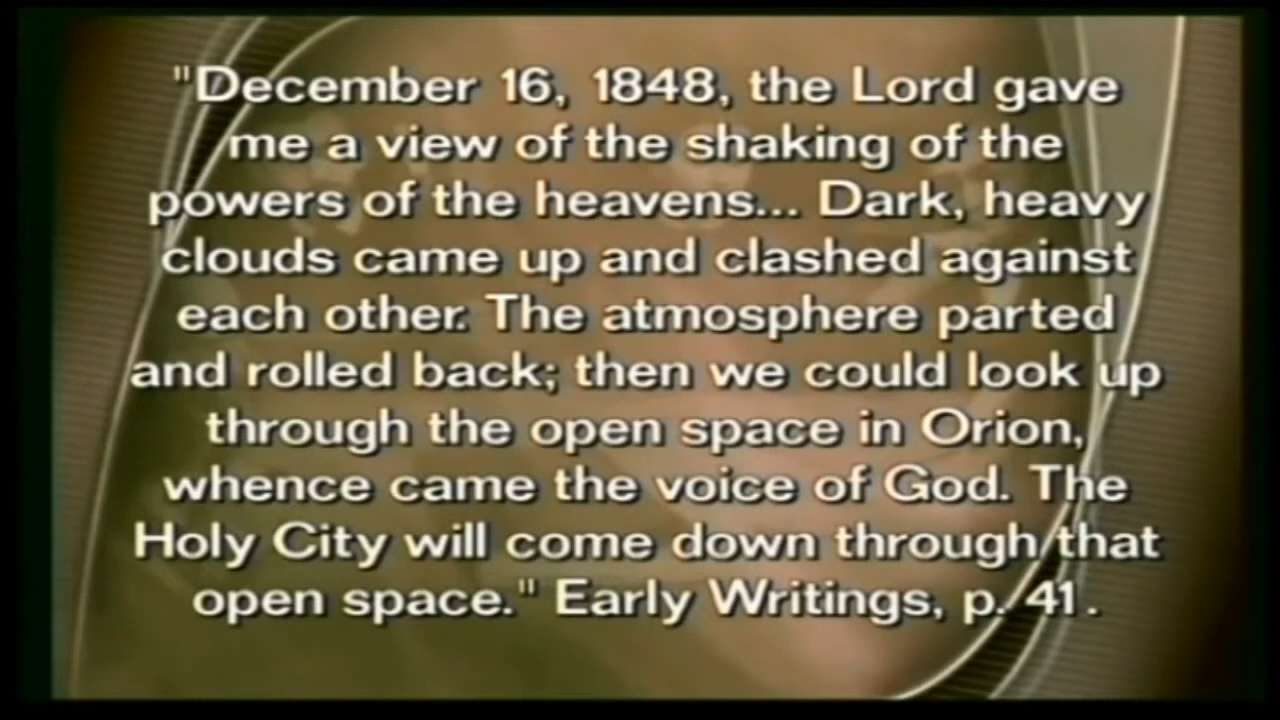 "December 16, 1848, the Lord gave
me a view of the shaking of the
powers of the heavens... Dark, heavy
clouds came up and clashed against
each other. The atmosphere parted
and rolled back; then we could look up
through the open space in Orion,
whence came the voice of God. The
Holy City will come down through that
open space." Early Writings, p. 41.